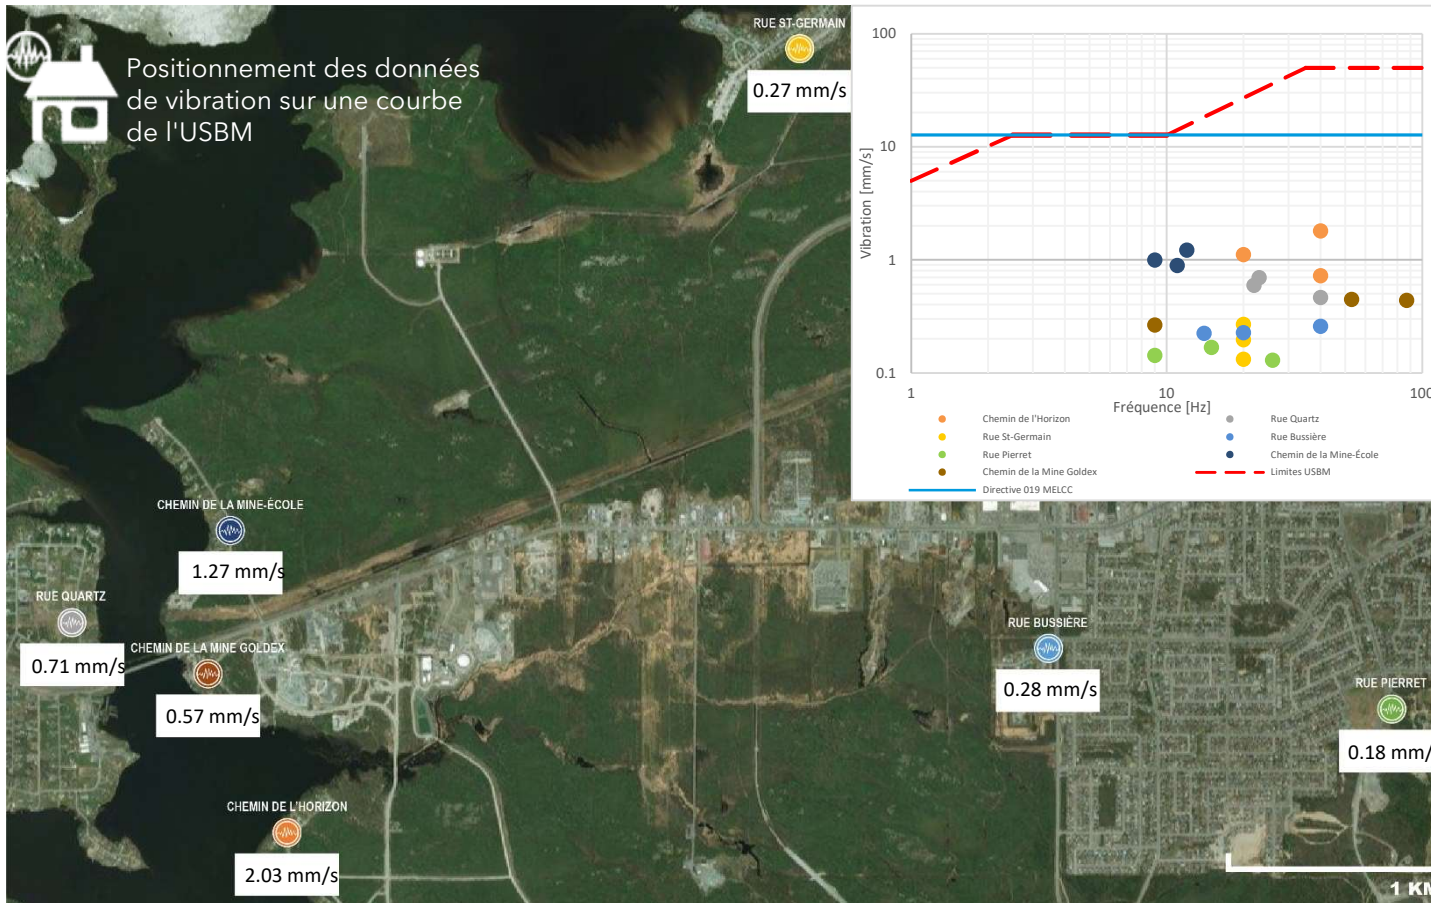 Positionnement des données
de vibration sur une courbe
de l'USBM
RUE ST-GERMAIN
0.27 mm/s
100
10
1
0.1
Vibration [mm/s]
1
10
100
Fréquence [Hz]
Chemin de l'Horizon
Rue Quartz
Rue St-Germain
Rue Bussière
Rue Pierret
Chemin de la Mine-École
Chemin de la Mine Goldex
Limites USBM
Directive 019 MELCC
CHEMIN DE LA MINE-ÉCOLE
1.27 mm/s
RUE QUARTZ
0.71 mm/s
CHEMIN DE LA MINE GOLDEX
0.57 mm/s
RUE BUSSIÈRE
0.28 mm/s
RUE PIERRET
0.18 mm/
CHEMIN DE L'HORIZON
2.03 mm/s
1 KM